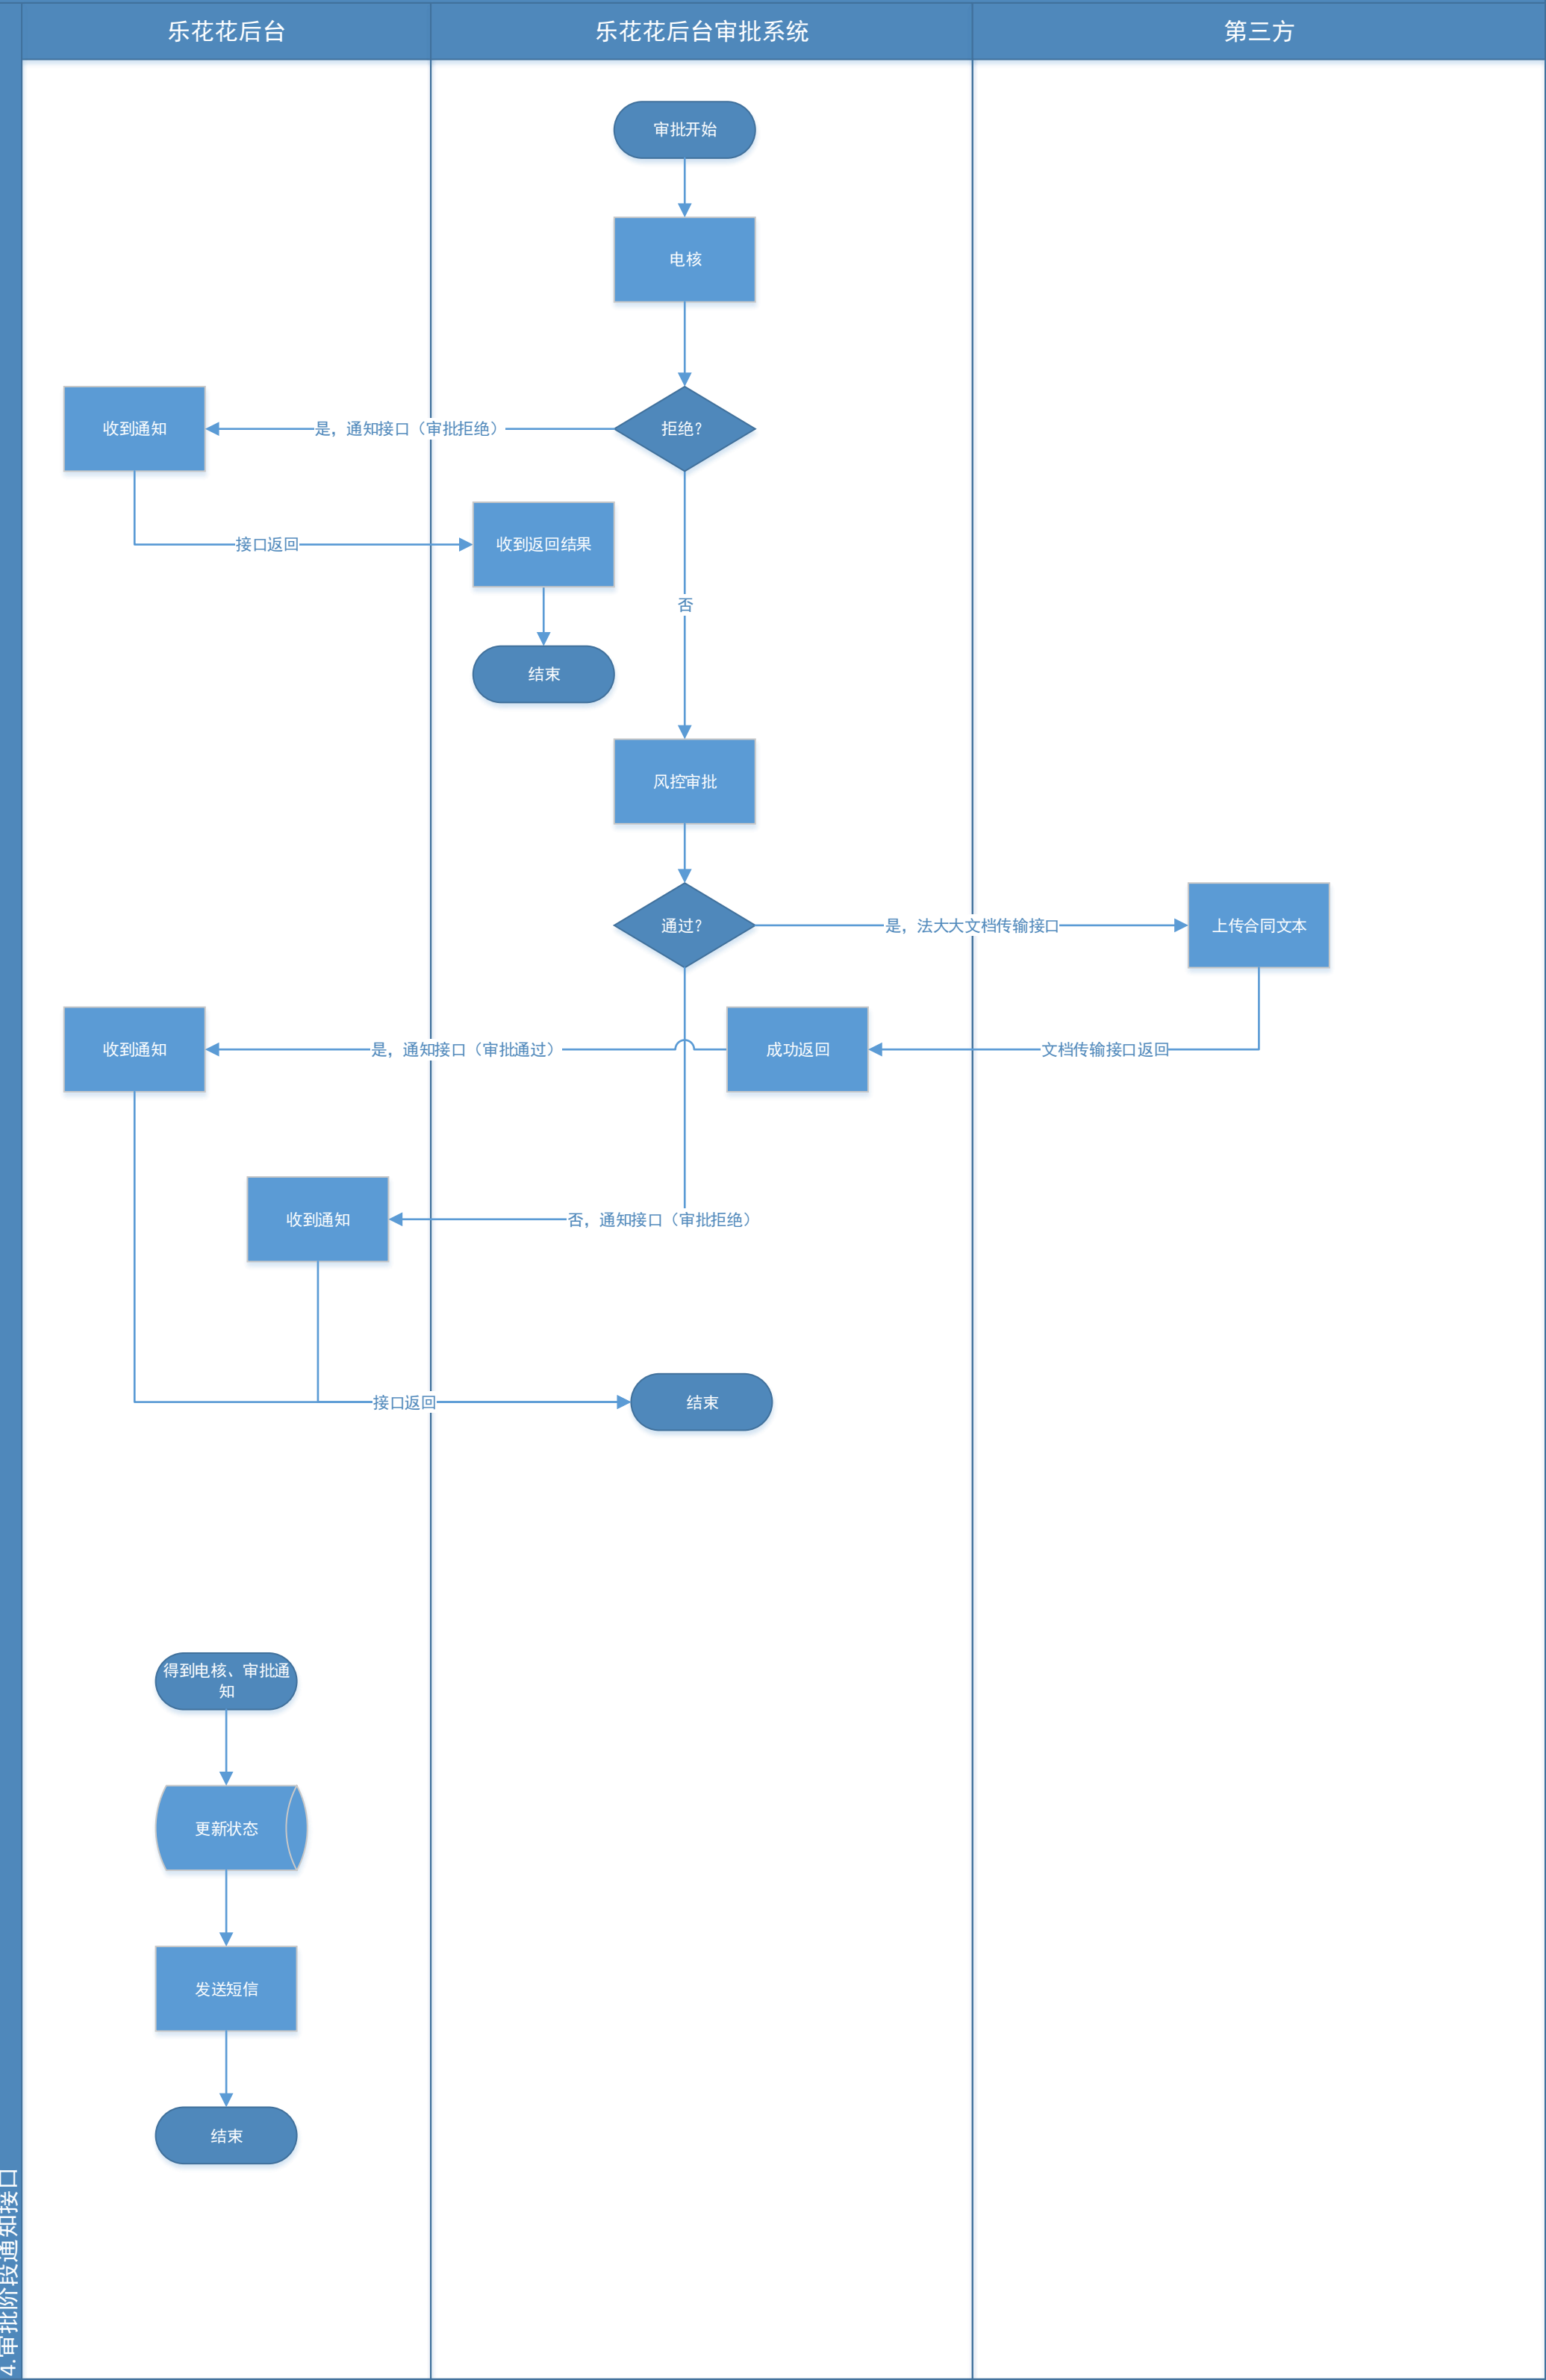 乐花花后台
乐花花后台审批系统
第三方
审批开始
电核
拒绝？
是，通知接口（审批拒绝）
收到通知
接口返回
收到返回结果
否
结束
风控审批
通过？
是，法大大文档传输接口
上传合同文本
文档传输接口返回
成功返回
是，通知接口（审批通过）
收到通知
否，通知接口（审批拒绝）
收到通知
接口返回
结束
得到电核、审批通
知
更新状态
发送短信
结束
4.审批阶段通知接口